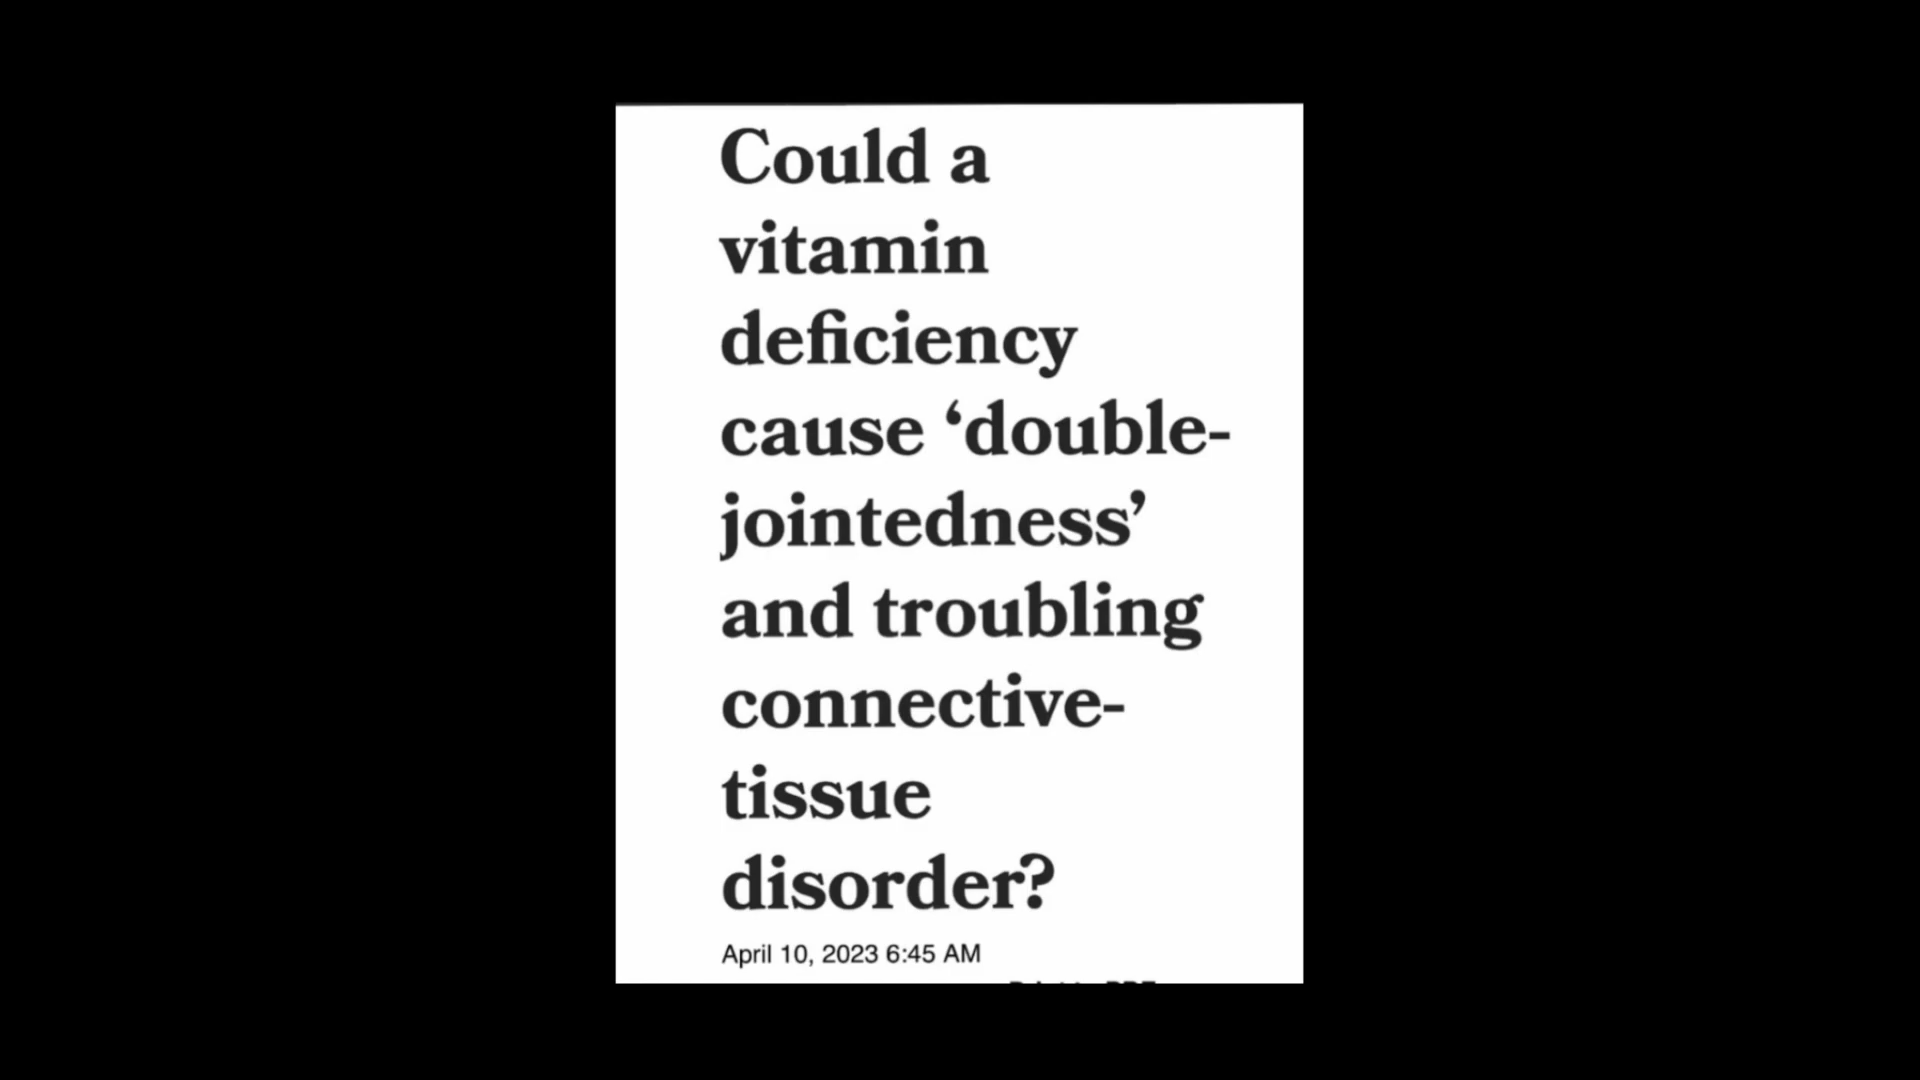 Could a
vitamin
deficiency
cause ‘double-
jointedness’
and troubling
connective-
tissue
disorder?
April 10, 2023 6:45 AM